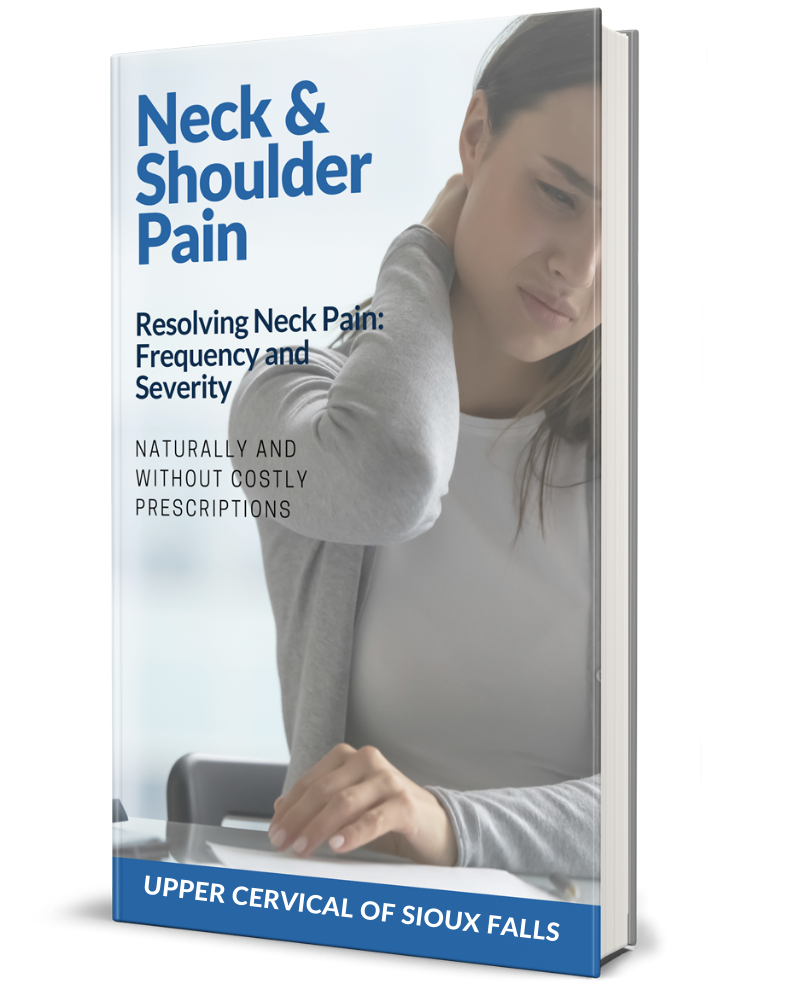 Neck &
Shoulder
Pain
Resolving Neck Pain:
Frequency and
Severity
NATURALLY AND
WITHOUT COSTLY
PRESCRIPTIONS
UPPER CERVICAL OF SIOUX FALLS